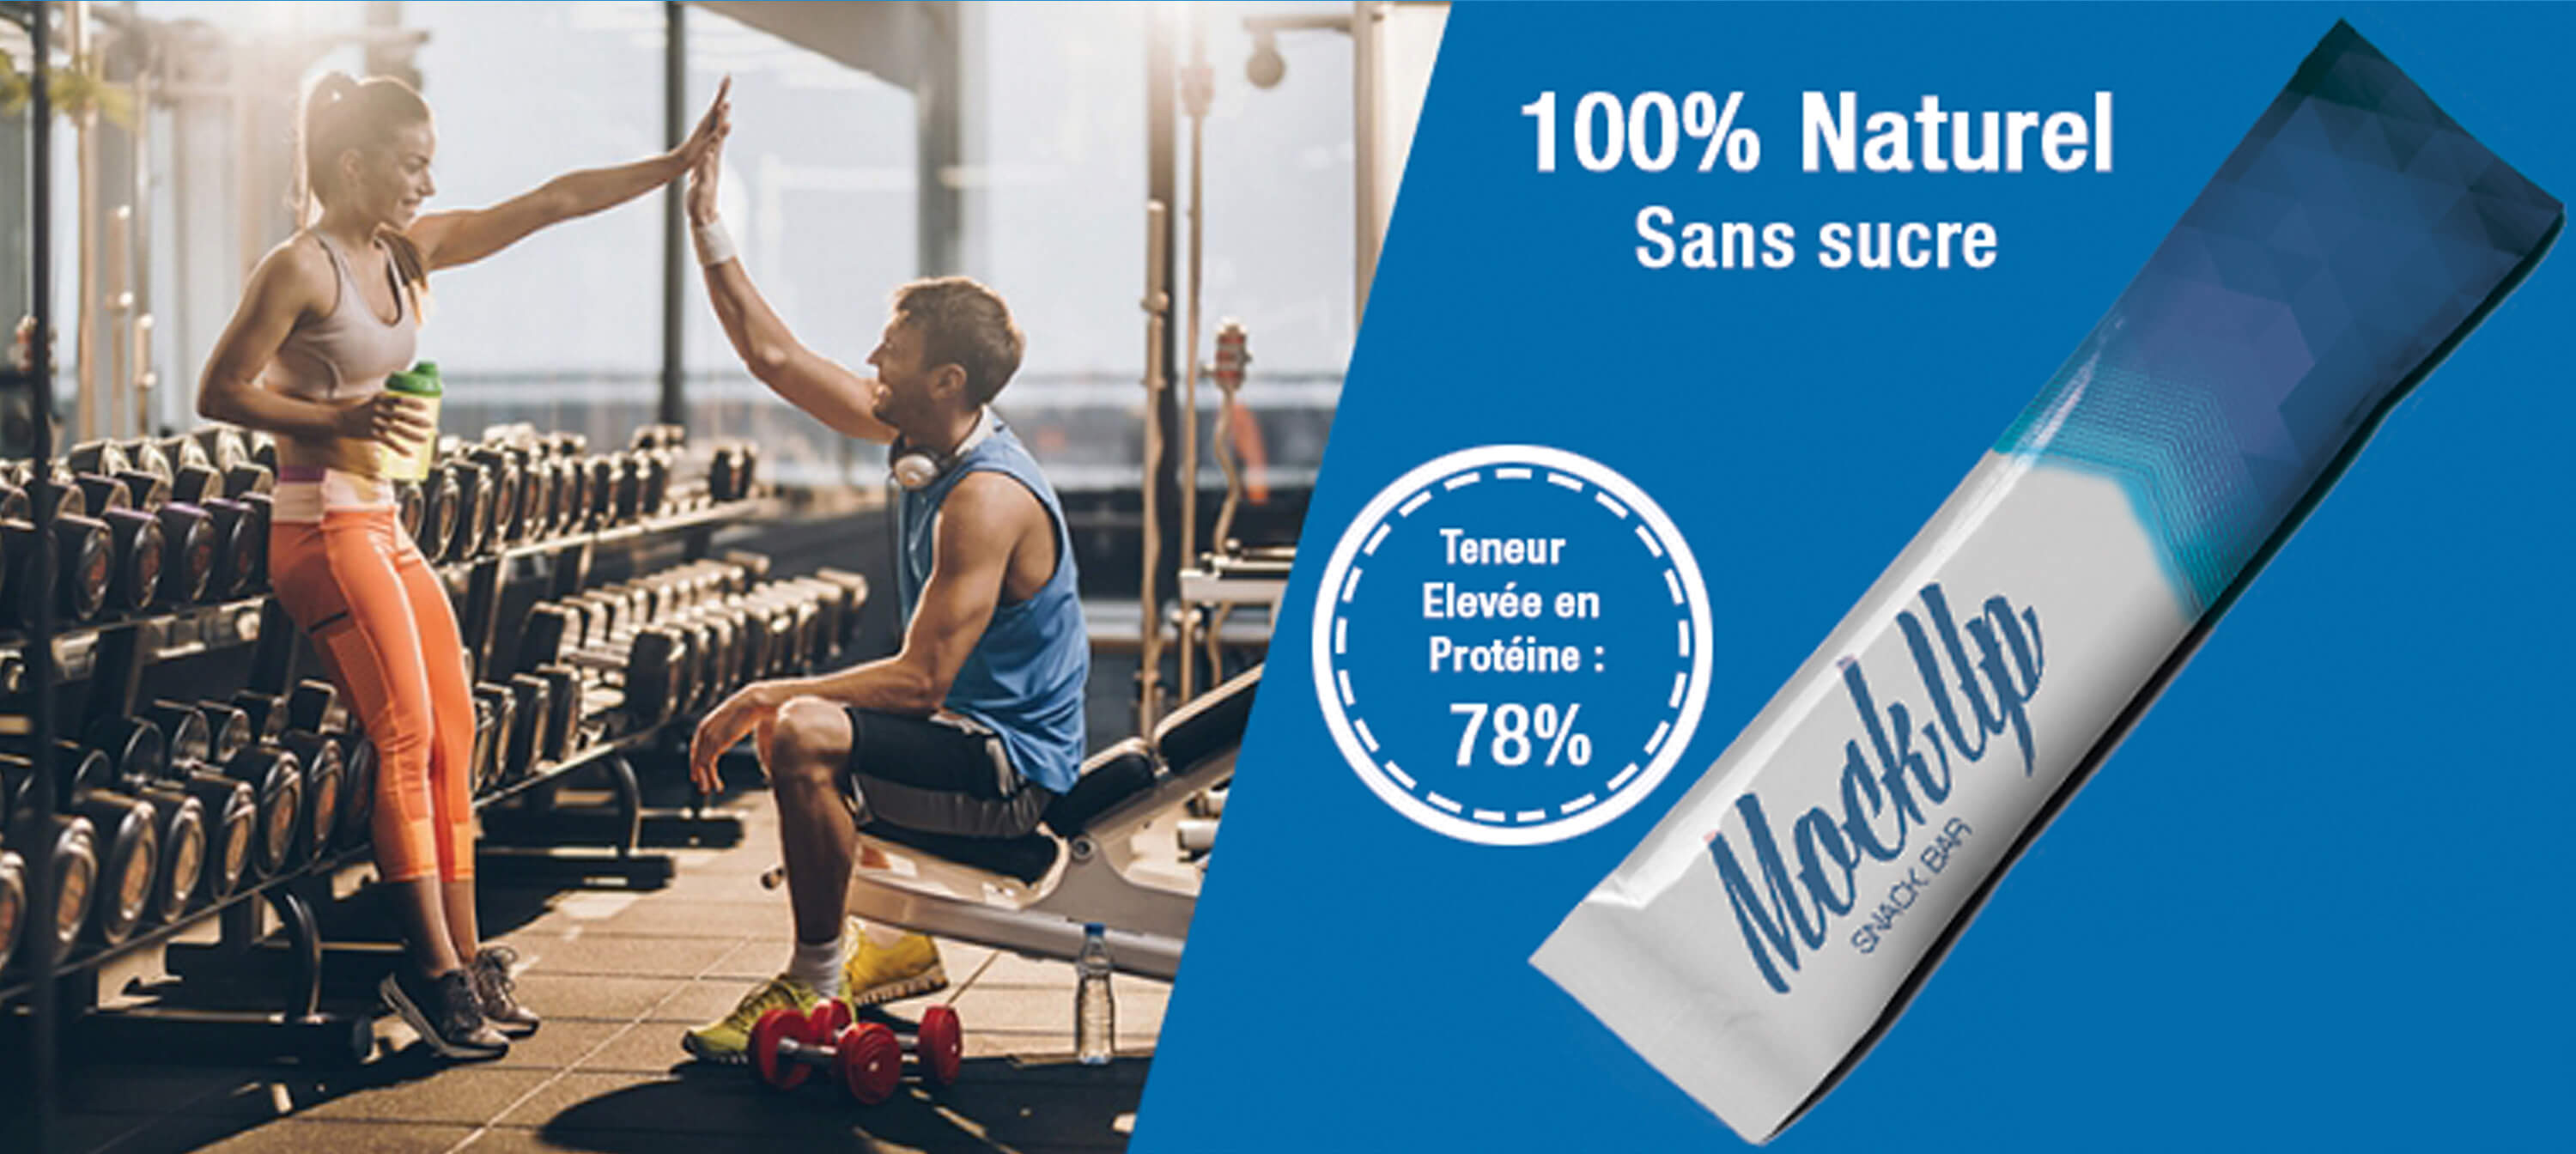 100% Naturel
Sans sucre
Teneur
Elevée en
Protéine :
78%
MockUp
SNACK BAR